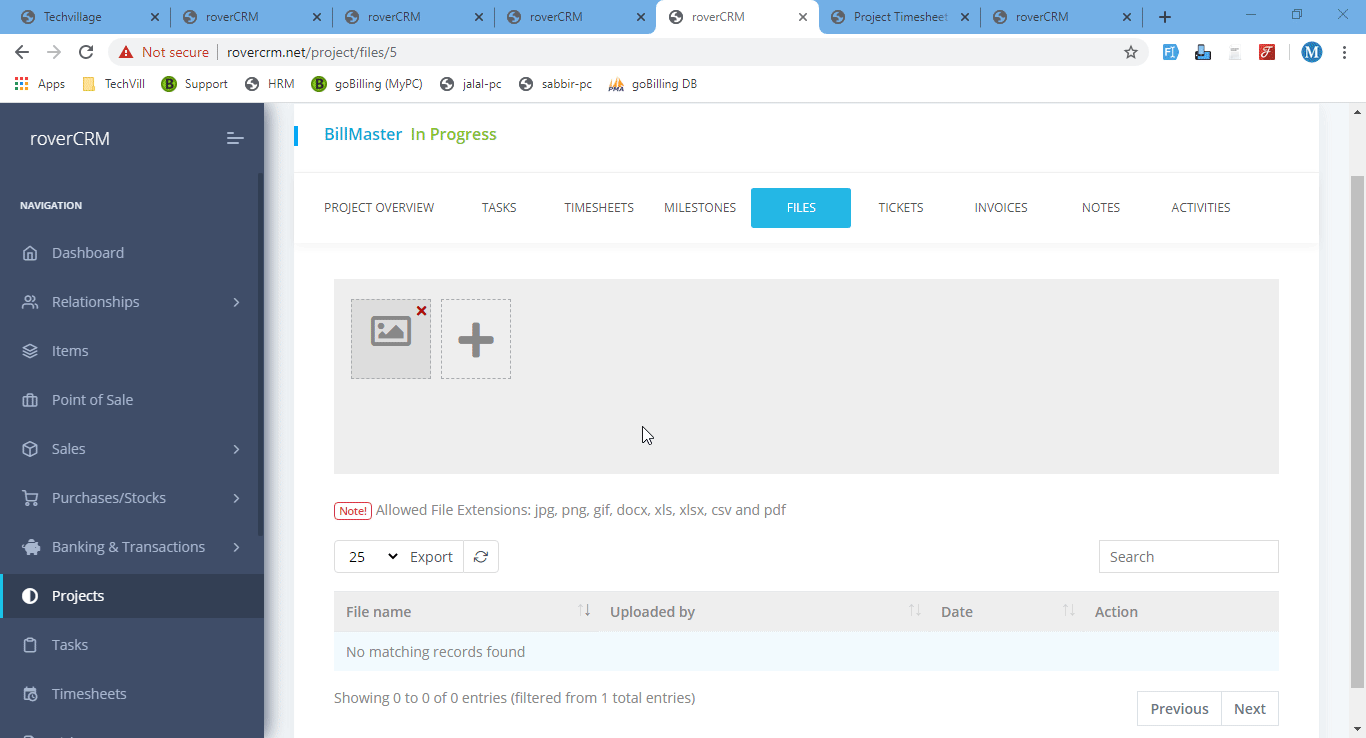 Techvillage roverCRM roverCRM roverCRM roverCRM Project Timesheet roverCRM
Not secure rovercrm.net/project/files/5
Apps TechVill Support HRM goBilling (MyPC) jalal-pc sabbir-pc goBilling DB
roverCRM
NAVIGATION
Dashboard
Relationships
Items
Point of Sale
Sales
Purchases/Stocks
Banking & Transactions
Projects
Tasks
Timesheets
BillMaster In Progress
PROJECT OVERVIEW TASKS TIMESHEETS MILESTONES FILES TICKETS INVOICES NOTES ACTIVITIES
Note! Allowed File Extensions: jpg, png, gif, docx, xls, xlsx, csv and pdf
25 Export Search
File name Uploaded by Date Action
No matching records found
Showing 0 to 0 of 0 entries (filtered from 1 total entries)
Previous Next